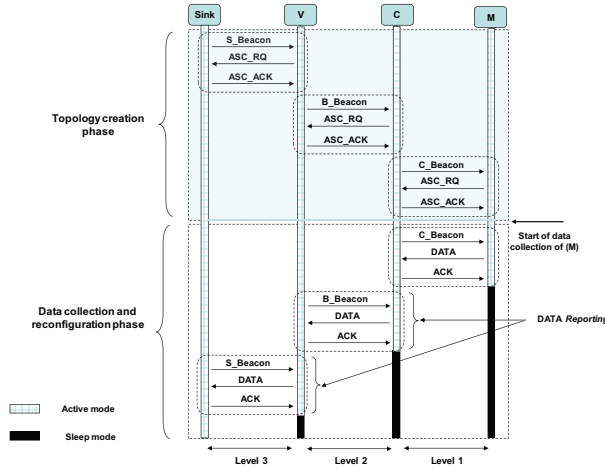 Sink
V
C
M
S_Beacon
ASC_RQ
ASC_ACK
B_Beacon
ASC_RQ
ASC_ACK
Topology creation
phase
C_Beacon
ASC_RQ
ASC_ACK
Start of data
collection of (M)
C_Beacon
DATA
ACK
Data collection and
reconfiguration phase
B_Beacon
DATA
ACK
DATA Reporting
S_Beacon
DATA
ACK
Active mode
Sleep mode
Level 3
Level 2
Level 1